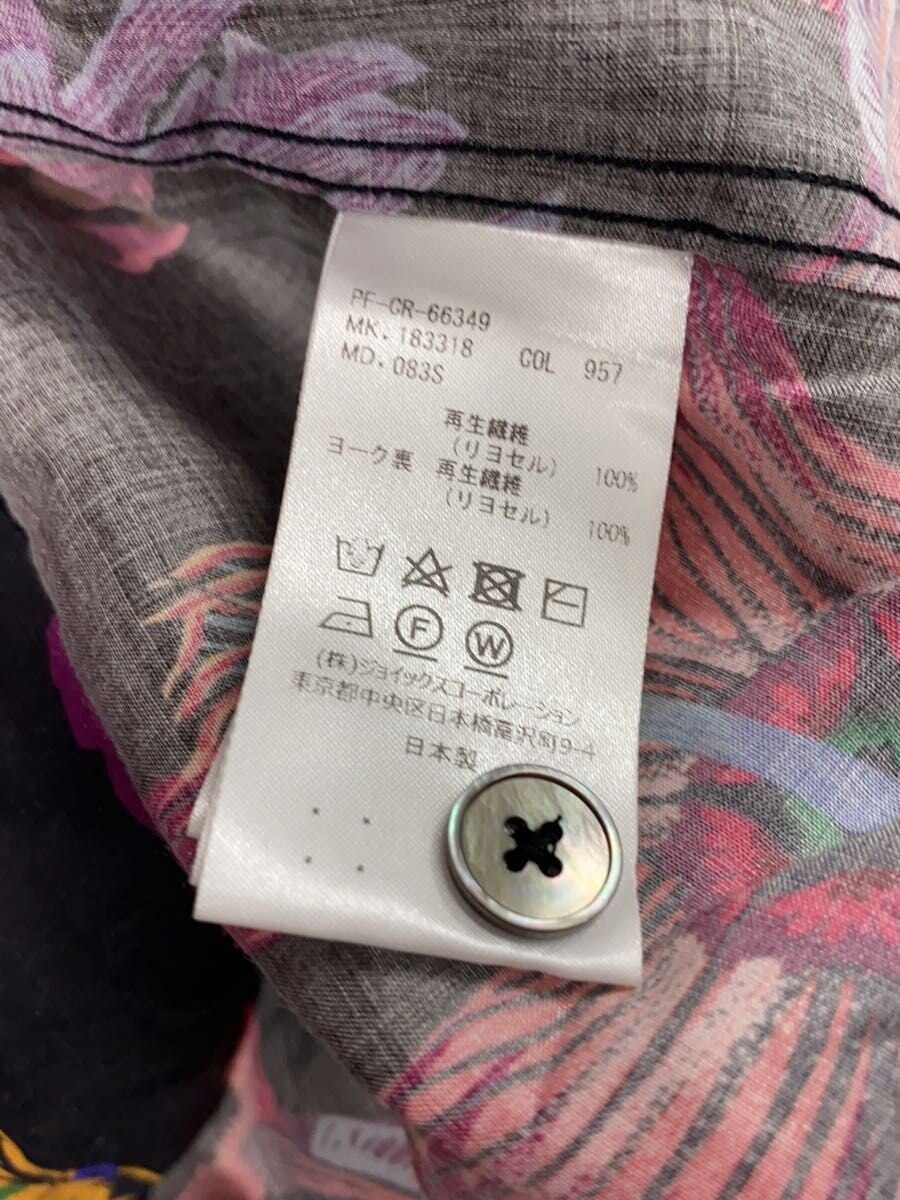 PF-CR-66349
MK. 183318 COL 957
MD. 083S
再生繊維
(リヨセル) 100%
ヨーク裏 再生繊維
(リヨセル) 100%
F W
(株)ジョイックスコーポレーション
東京都中央区日本橋富沢町9-4
日本製